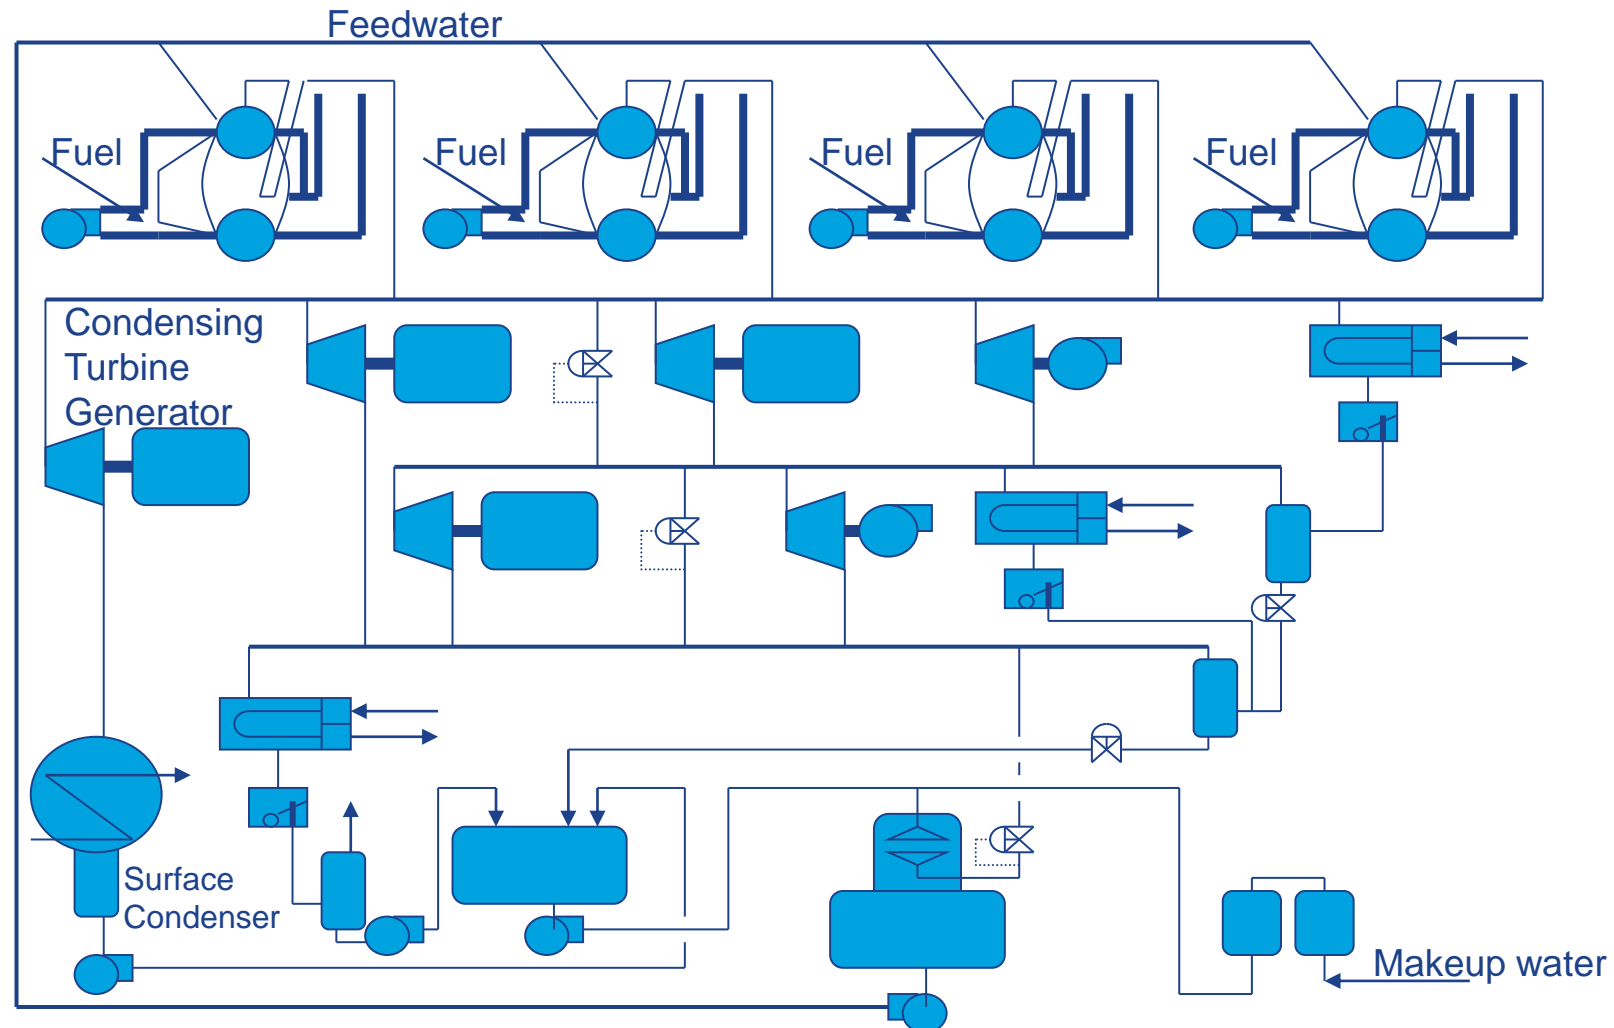 Feedwater
Fuel
Fuel
Fuel
Fuel
Condensing
Turbine
Generator
Surface
Condenser
Makeup water